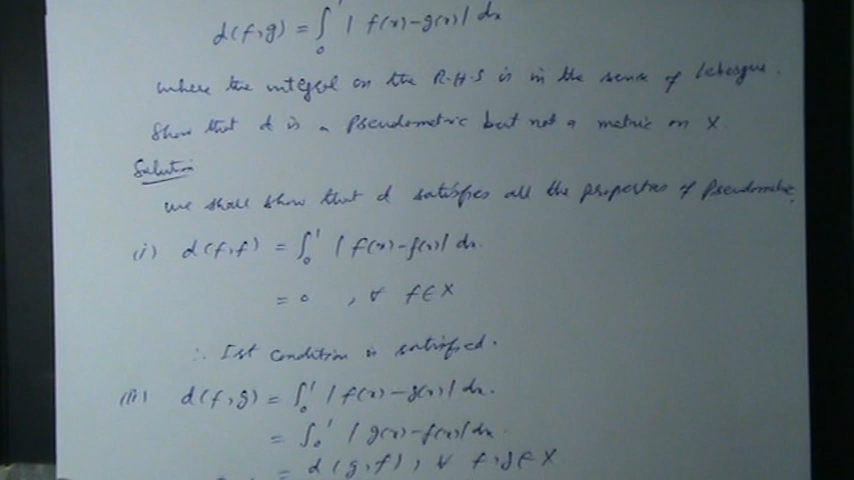 d(f,g) = ∫₀¹ | f(x)-g(x)| dx
where the integral on the R.H.S is in the sense of lebesgue.
Show that d is a Pseudometric but not a metric on X.
Solution
we shall show that d satisfies all the properties of Pseudometric.
(i) d(f,f) = ∫₀¹ | f(x)-f(x)| dx.
= 0 , ∀ f∈X
∴ Ist condition is satisfied.
(ii) d(f,g) = ∫₀¹ | f(x)-g(x)| dx.
= ∫₀¹ | g(x)-f(x)| dx.
= d(g,f), ∀ f,g∈X